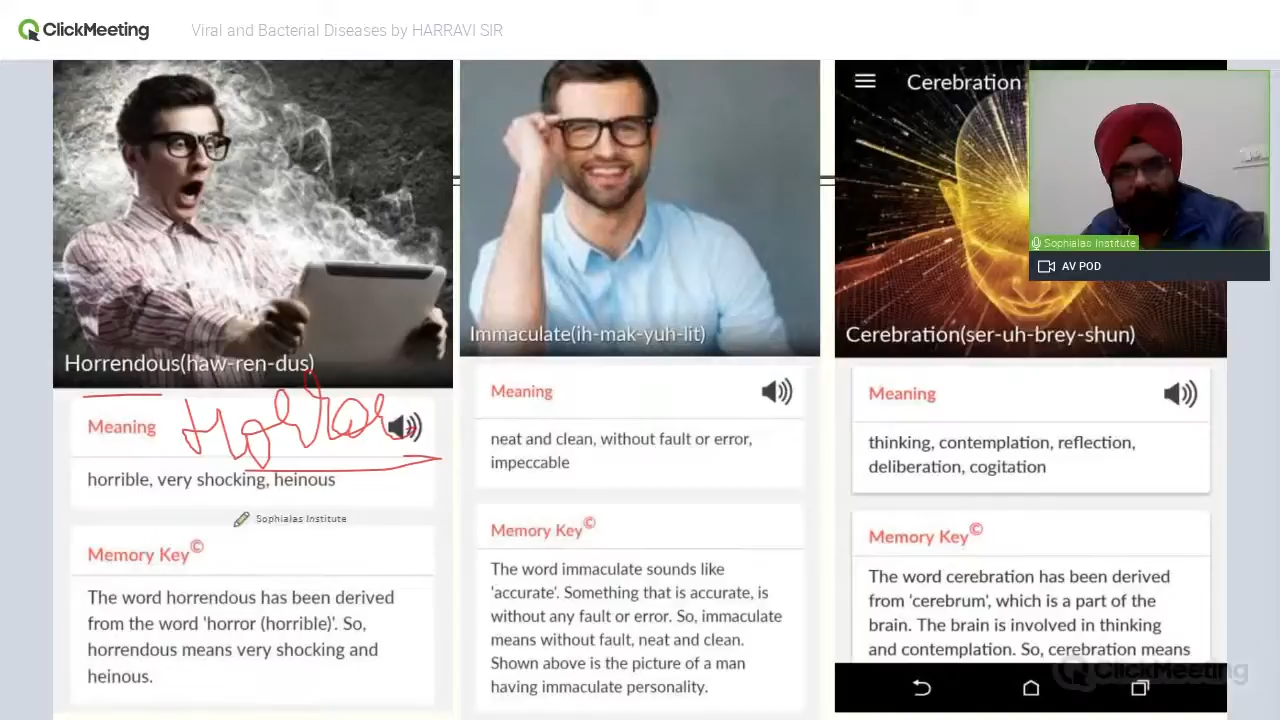 ClickMeeting
Viral and Bacterial Diseases by HARRAVI SIR
Horrendous(haw-ren-dus)
Meaning
Horror
horrible, very shocking, heinous
Sophialas Institute
Memory Key©
The word horrendous has been derived
from the word 'horror (horrible)'. So,
horrendous means very shocking and
heinous.
Immaculate(ih-mak-yuh-lit)
Meaning
neat and clean, without fault or error,
impeccable
Memory Key©
The word immaculate sounds like
'accurate'. Something that is accurate, is
without any fault or error. So, immaculate
means without fault, neat and clean.
Shown above is the picture of a man
having immaculate personality.
Cerebration
Cerebration(ser-uh-brey-shun)
Meaning
thinking, contemplation, reflection,
deliberation, cogitation
Memory Key©
The word cerebration has been derived
from 'cerebrum', which is a part of the
brain. The brain is involved in thinking
and contemplation. So, cerebration means
Sophialas Institute
AV POD
ClickMeeting